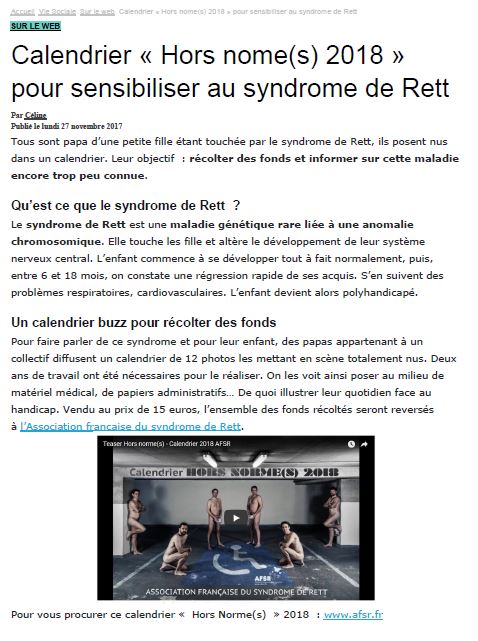 Accueil Vie Sociale Sur le web Calendrier « Hors nome(s) 2018 » pour sensibiliser au syndrome de Rett
SUR LE WEB
Calendrier « Hors nome(s) 2018 »
pour sensibiliser au syndrome de Rett
Par Céline
Publié le lundi 27 novembre 2017
Tous sont papa d’une petite fille étant touchée par le syndrome de Rett, ils posent nus
dans un calendrier. Leur objectif : récolter des fonds et informer sur cette maladie
encore trop peu connue.
Qu’est ce que le syndrome de Rett ?
Le syndrome de Rett est une maladie génétique rare liée à une anomalie
chromosomique. Elle touche les fille et altère le développement de leur système
nerveux central. L’enfant commence à se développer tout à fait normalement, puis,
entre 6 et 18 mois, on constate une régression rapide de ses acquis. S’en suivent des
problèmes respiratoires, cardiovasculaires. L’enfant devient alors polyhandicapé.
Un calendrier buzz pour récolter des fonds
Pour faire parler de ce syndrome et pour leur enfant, des papas appartenant à un
collectif diffusent un calendrier de 12 photos les mettant en scène totalement nus. Deux
ans de travail ont été nécessaires pour le réaliser. On les voit ainsi poser au milieu de
matériel médical, de papiers administratifs… De quoi illustrer leur quotidien face au
handicap. Vendu au prix de 15 euros, l’ensemble des fonds récoltés seront reversés
à l’Association française du syndrome de Rett.
Teaser Hors norme(s) - Calendrier 2018 AFSR
Calendrier HORS NORME(S) 2018
AFSR
ASSOCIATION FRANÇAISE DU SYNDROME DE RETT
Pour vous procurer ce calendrier « Hors Norme(s) » 2018 : www.afsr.fr